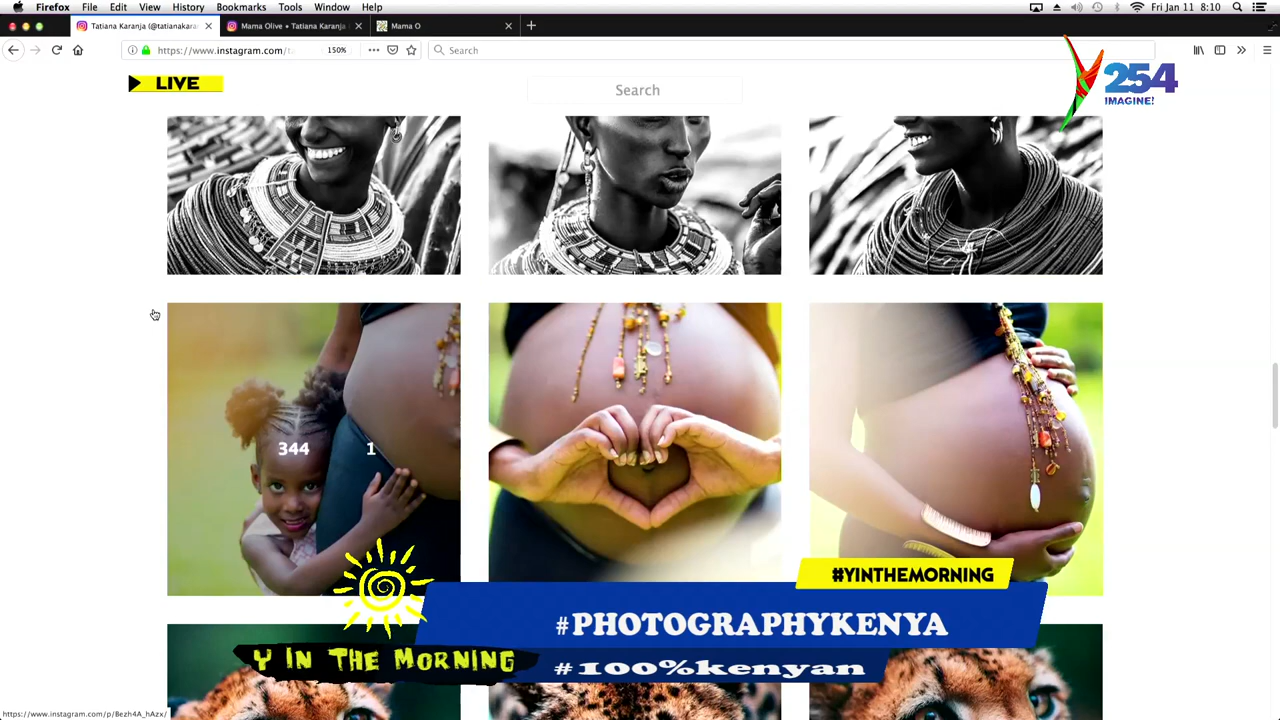 Firefox File Edit View History Bookmarks Tools Window Help
Fri Jan 11 8:10
Tatiana Karanja (@tatianakara
Mama Olive • Tatiana Karanja
Mama O
https://www.instagram.com/t
150%
Search
LIVE
Search
Y254
IMAGINE!
344 1
#YINTHEMORNING
#PHOTOGRAPHYKENYA
Y IN THE MORNING
#100%kenyan
https://www.instagram.com/p/Bezh4A_hAzx/